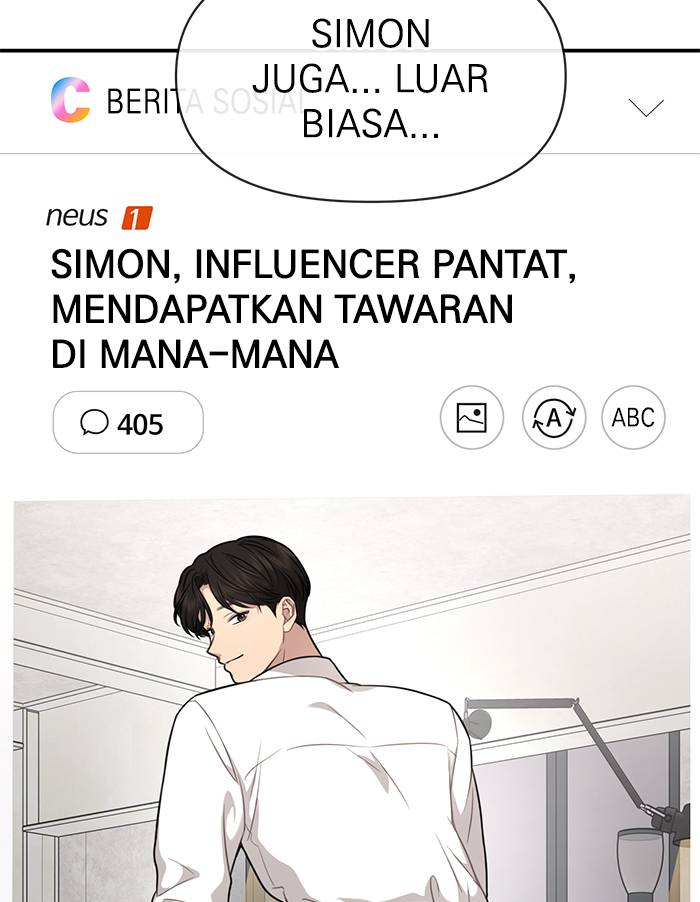 SIMON
JUGA... LUAR
BIASA...
C BERITA SOSIAL
neus 1
SIMON, INFLUENCER PANTAT,
MENDAPATKAN TAWARAN
DI MANA-MANA
405
A
ABC